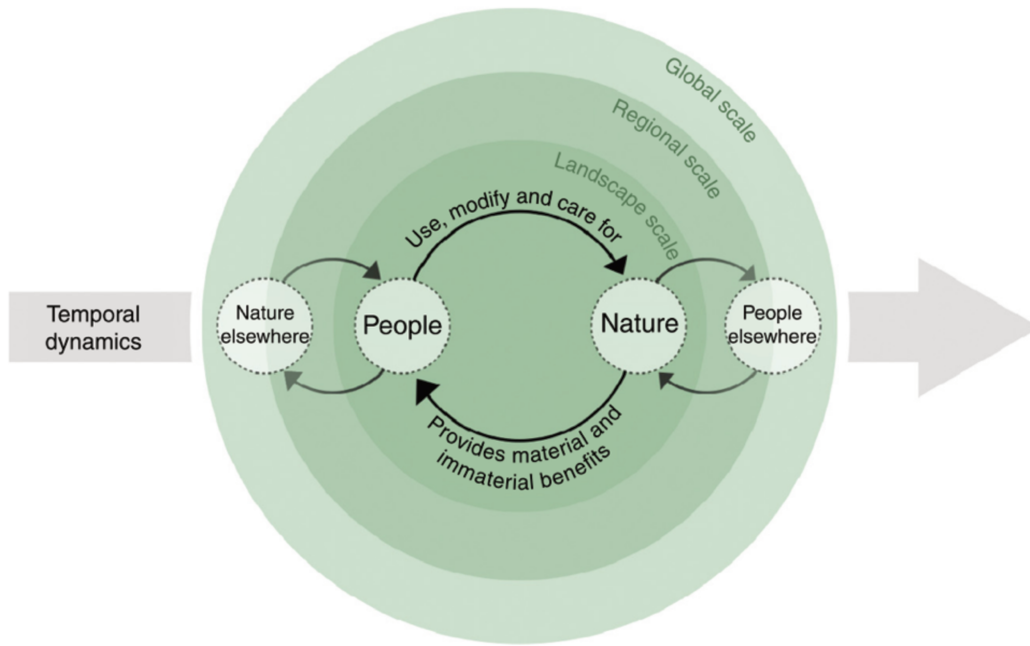 Global scale
Regional scale
Landscape scale
Use, modify and care for
Temporal
dynamics
Nature
elsewhere
People
Nature
People
elsewhere
Provides material and
immaterial benefits